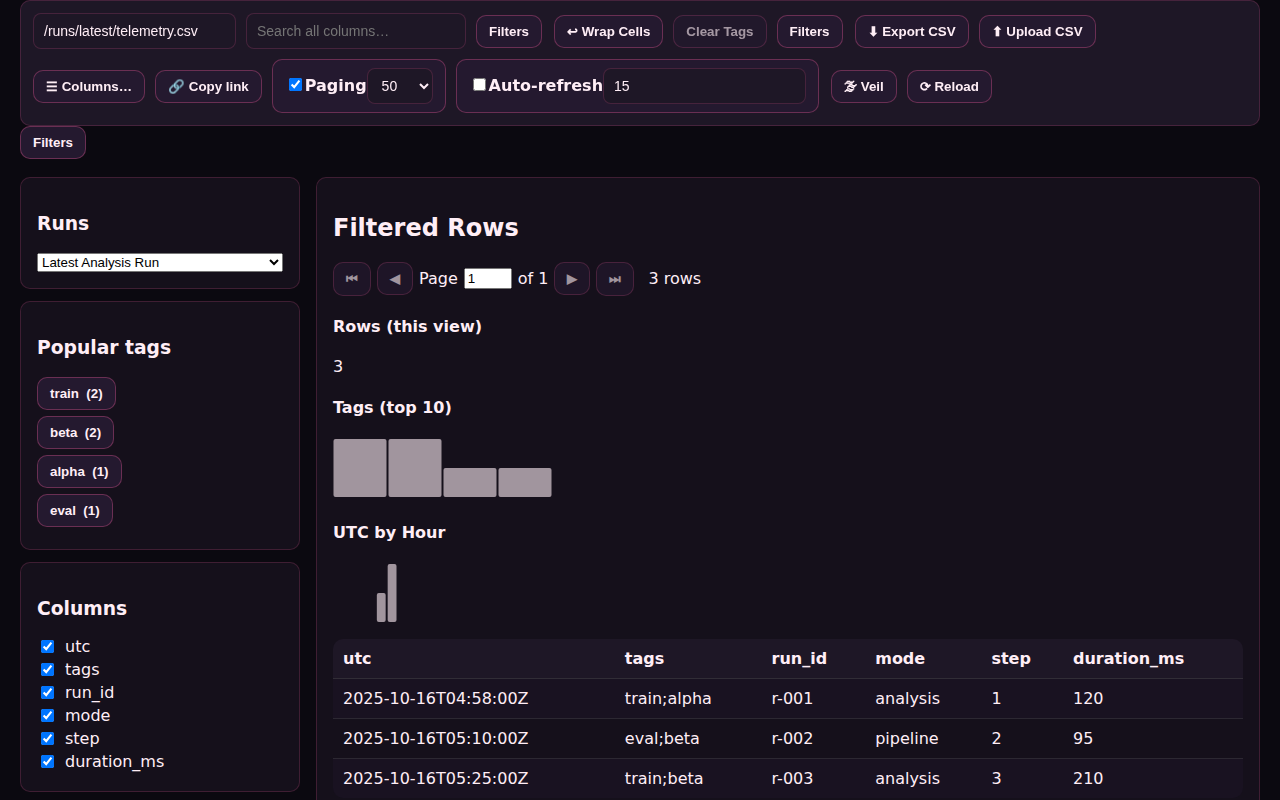 /runs/latest/telemetry.csv Search all columns… Filters ↩ Wrap Cells Clear Tags Filters ⬇ Export CSV ⬆ Upload CSV
☰ Columns… 🔗 Copy link Paging 50 Auto-refresh 15 Veil ⟳ Reload
Filters
Runs
Latest Analysis Run
Popular tags
train (2)
beta (2)
alpha (1)
eval (1)
Columns
utc
tags
run_id
mode
step
duration_ms
Filtered Rows
⏮ ◀ Page 1 of 1 ▶ ⏭ 3 rows
Rows (this view)
3
Tags (top 10)
UTC by Hour
utc tags run_id mode step duration_ms
2025-10-16T04:58:00Z train;alpha r-001 analysis 1 120
2025-10-16T05:10:00Z eval;beta r-002 pipeline 2 95
2025-10-16T05:25:00Z train;beta r-003 analysis 3 210